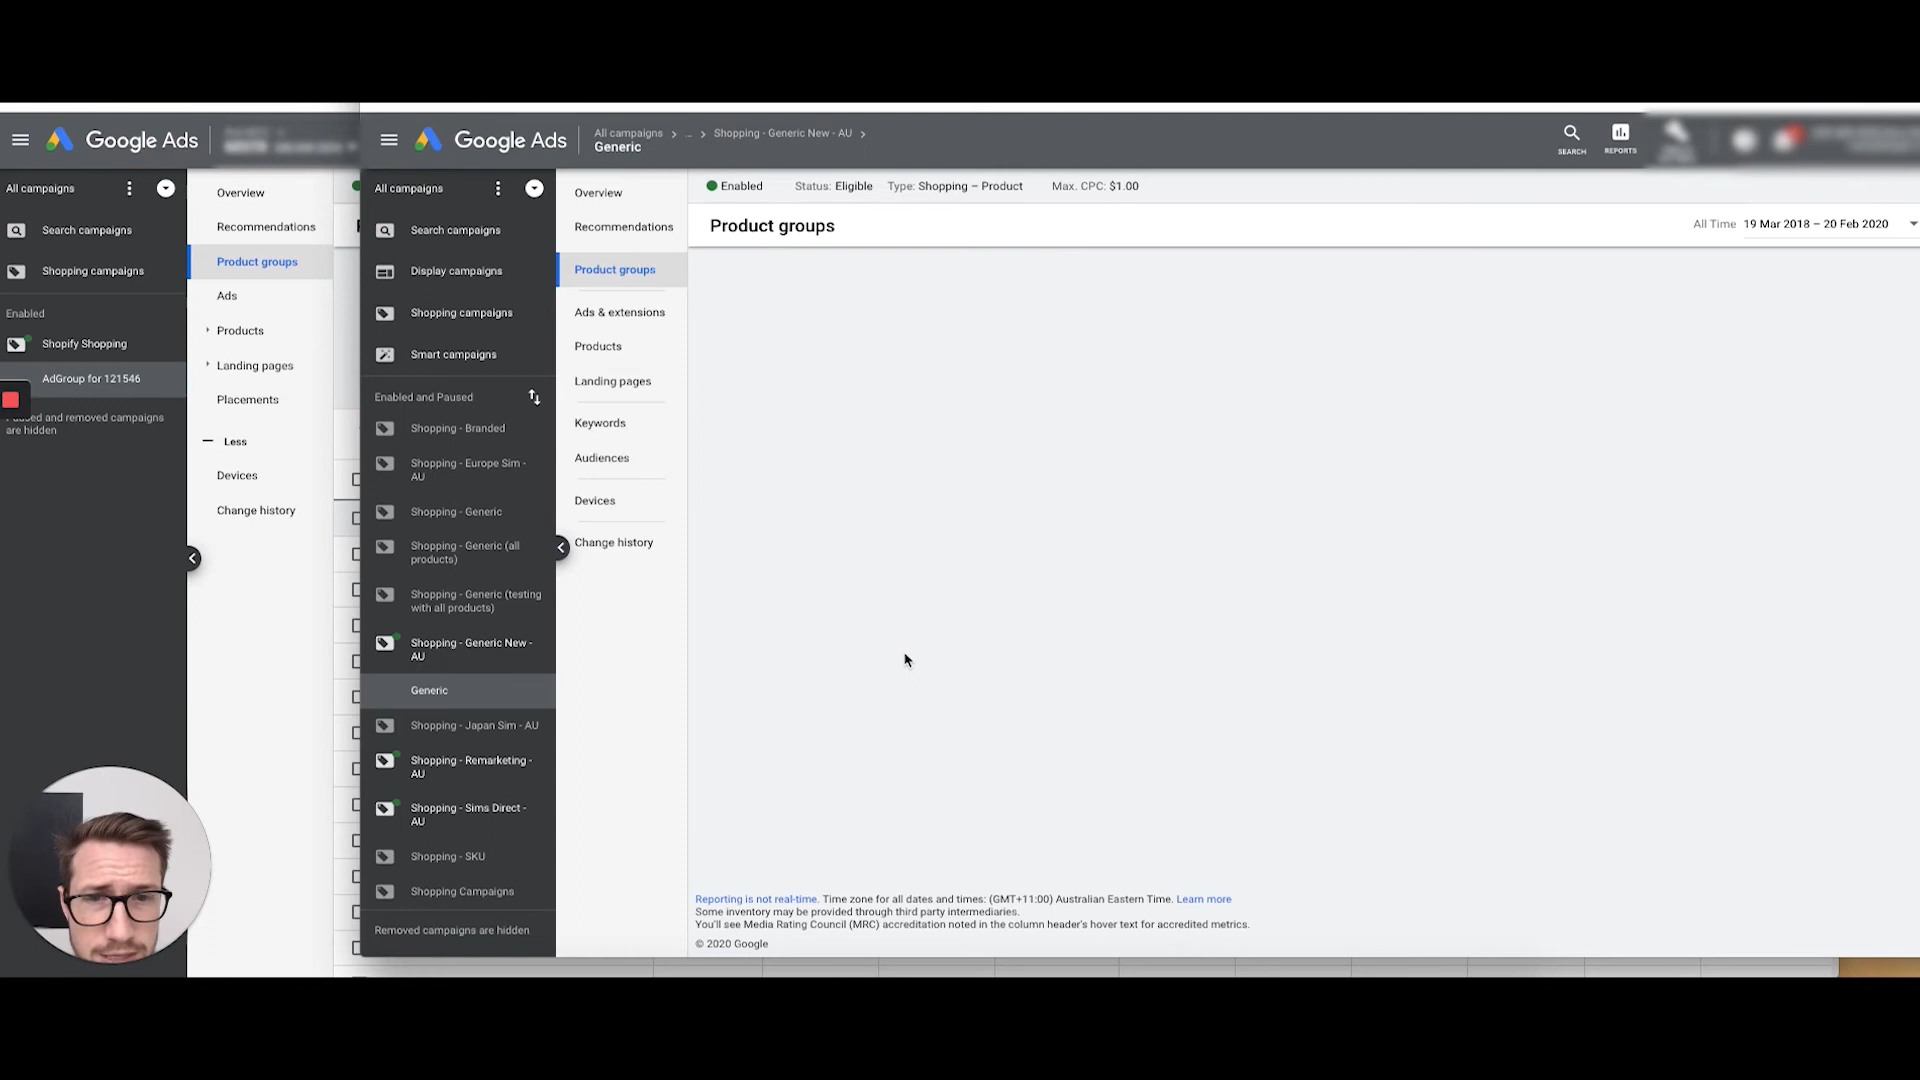 Google Ads
All campaigns
Search campaigns
Shopping campaigns
Enabled
Shopify Shopping
AdGroup for 121546
and removed campaigns
are hidden
Overview
Recommendations
Product groups
Ads
Products
Landing pages
Placements
Less
Devices
Change history
Google Ads
All campaigns > ... > Shopping - Generic New - AU >
Generic
SEARCH
REPORTS
All campaigns
Search campaigns
Display campaigns
Shopping campaigns
Smart campaigns
Enabled and Paused
Shopping - Branded
Shopping - Europe Sim -
AU
Shopping - Generic
Shopping - Generic (all
products)
Shopping - Generic (testing
with all products)
Shopping - Generic New -
AU
Generic
Shopping - Japan Sim - AU
Shopping - Remarketing -
AU
Shopping - Sims Direct -
AU
Shopping - SKU
Shopping Campaigns
Removed campaigns are hidden
Overview
Recommendations
Product groups
Ads & extensions
Products
Landing pages
Keywords
Audiences
Devices
Change history
Enabled Status: Eligible Type: Shopping – Product Max. CPC: $1.00
Product groups
All Time 19 Mar 2018 – 20 Feb 2020
Reporting is not real-time. Time zone for all dates and times: (GMT+11:00) Australian Eastern Time. Learn more
Some inventory may be provided through third party intermediaries.
You'll see Media Rating Council (MRC) accreditation noted in the column header's hover text for accredited metrics.
© 2020 Google